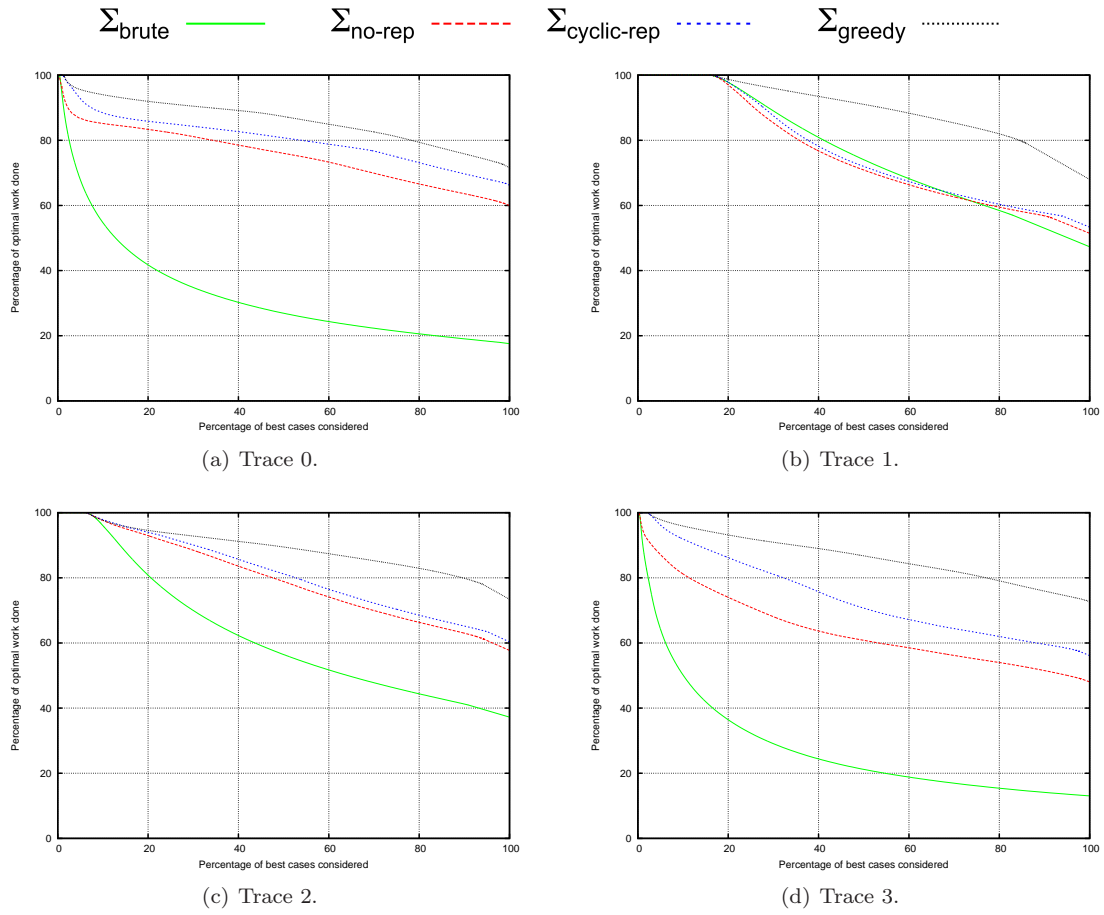 Σbrute Σno-rep Σcyclic-rep Σgreedy
100
80
60
40
20
0
Percentage of optimal work done
0 20 40 60 80 100
Percentage of best cases considered
(a) Trace 0.
100
80
60
40
20
0
Percentage of optimal work done
0 20 40 60 80 100
Percentage of best cases considered
(b) Trace 1.
100
80
60
40
20
0
Percentage of optimal work done
0 20 40 60 80 100
Percentage of best cases considered
(c) Trace 2.
100
80
60
40
20
0
Percentage of optimal work done
0 20 40 60 80 100
Percentage of best cases considered
(d) Trace 3.